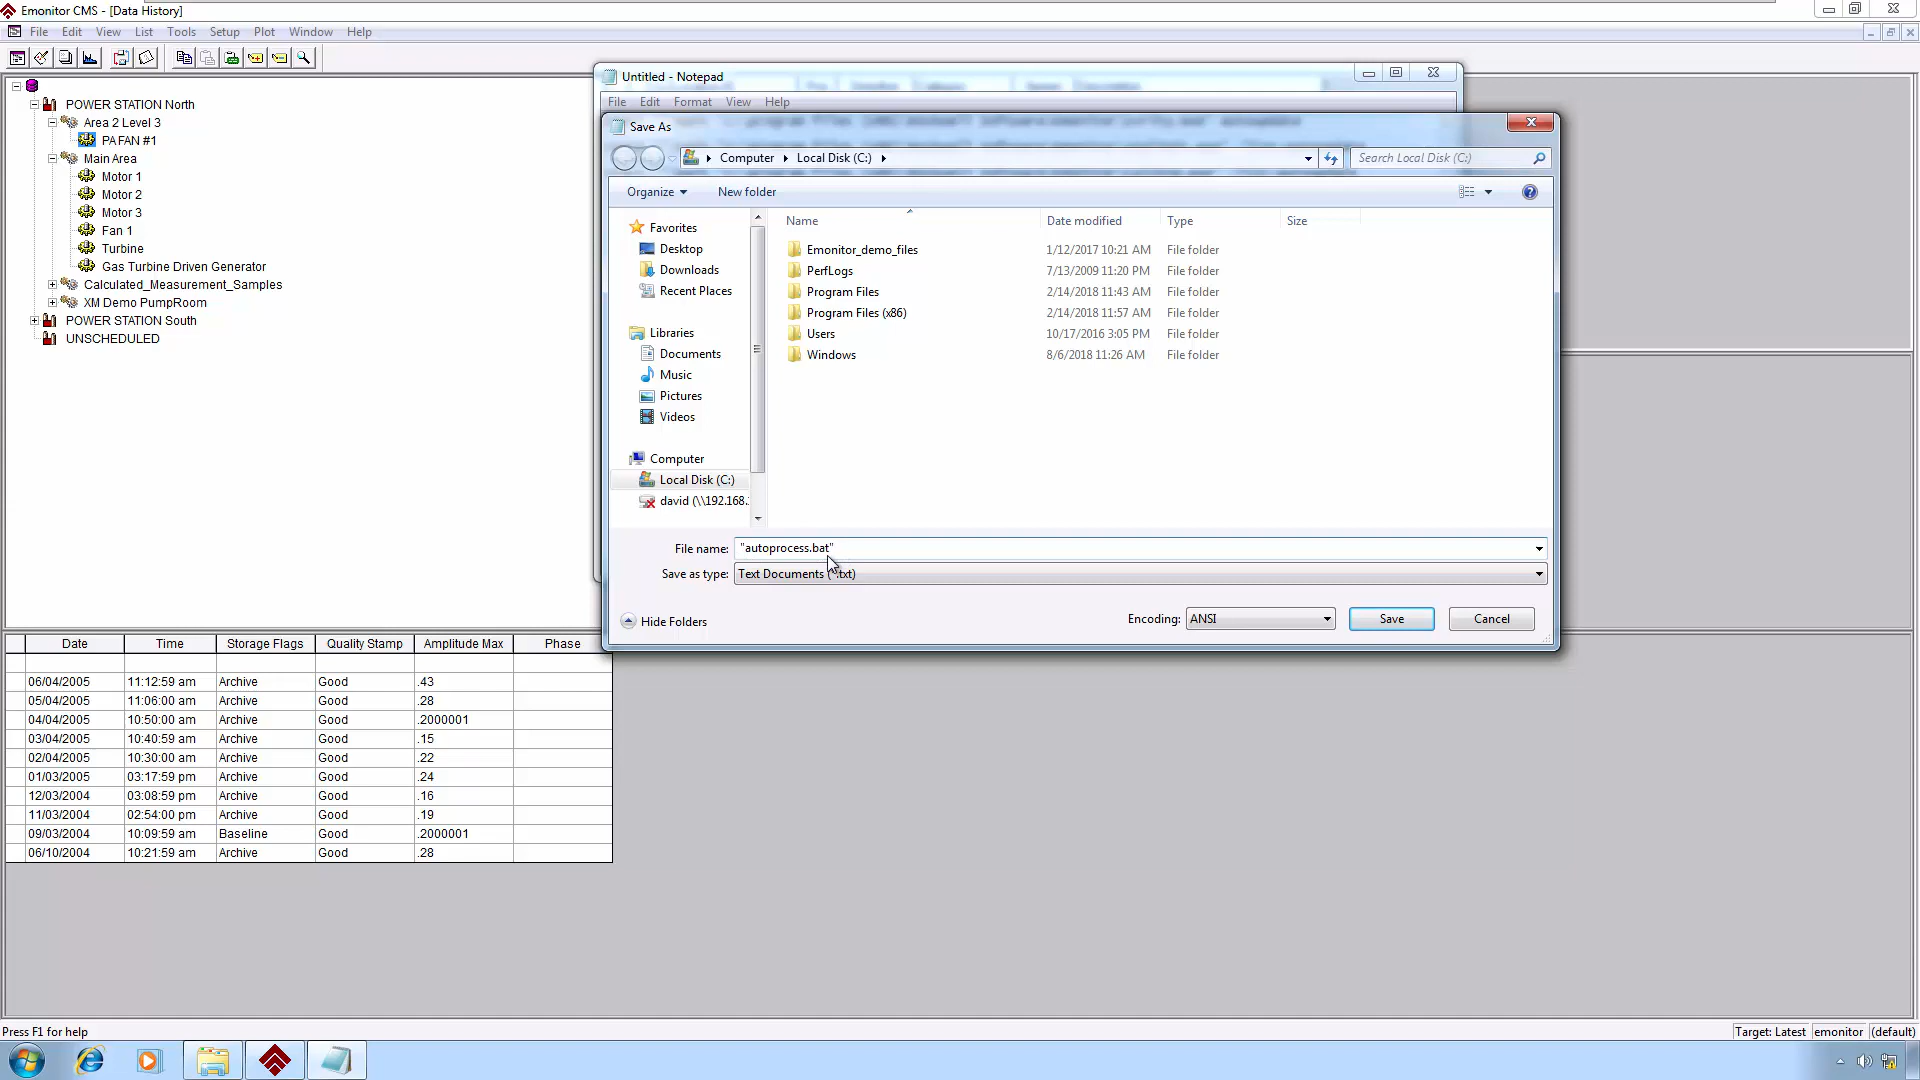 Emonitor CMS - [Data History]
File Edit View List Tools Setup Plot Window Help
POWER STATION North
Area 2 Level 3
PA FAN #1
Main Area
Motor 1
Motor 2
Motor 3
Fan 1
Turbine
Gas Turbine Driven Generator
Calculated_Measurement_Samples
XM Demo PumpRoom
POWER STATION South
UNSCHEDULED
Untitled - Notepad
File Edit Format View Help
Save As
Computer Local Disk (C:)
Search Local Disk (C:)
Organize New folder
Favorites
Desktop
Downloads
Recent Places
Libraries
Documents
Music
Pictures
Videos
Computer
Local Disk (C:)
david (\\192.168.
Name Date modified Type Size
Emonitor_demo_files 1/12/2017 10:21 AM File folder
PerfLogs 7/13/2009 11:20 PM File folder
Program Files 2/14/2018 11:43 AM File folder
Program Files (x86) 2/14/2018 11:57 AM File folder
Users 10/17/2016 3:05 PM File folder
Windows 8/6/2018 11:26 AM File folder
File name: "autoprocess.bat"
Save as type: Text Documents (*.txt)
Hide Folders Encoding: ANSI Save Cancel
Date Time Storage Flags Quality Stamp Amplitude Max Phase
06/04/2005 11:12:59 am Archive Good .43
05/04/2005 11:06:00 am Archive Good .28
04/04/2005 10:50:00 am Archive Good .2000001
03/04/2005 10:40:59 am Archive Good .15
02/04/2005 10:30:00 am Archive Good .22
01/03/2005 03:17:59 pm Archive Good .24
12/03/2004 03:08:59 pm Archive Good .16
11/03/2004 02:54:00 pm Archive Good .19
09/03/2004 10:09:59 am Baseline Good .2000001
06/10/2004 10:21:59 am Archive Good .28
Press F1 for help
Target: Latest emonitor (default)